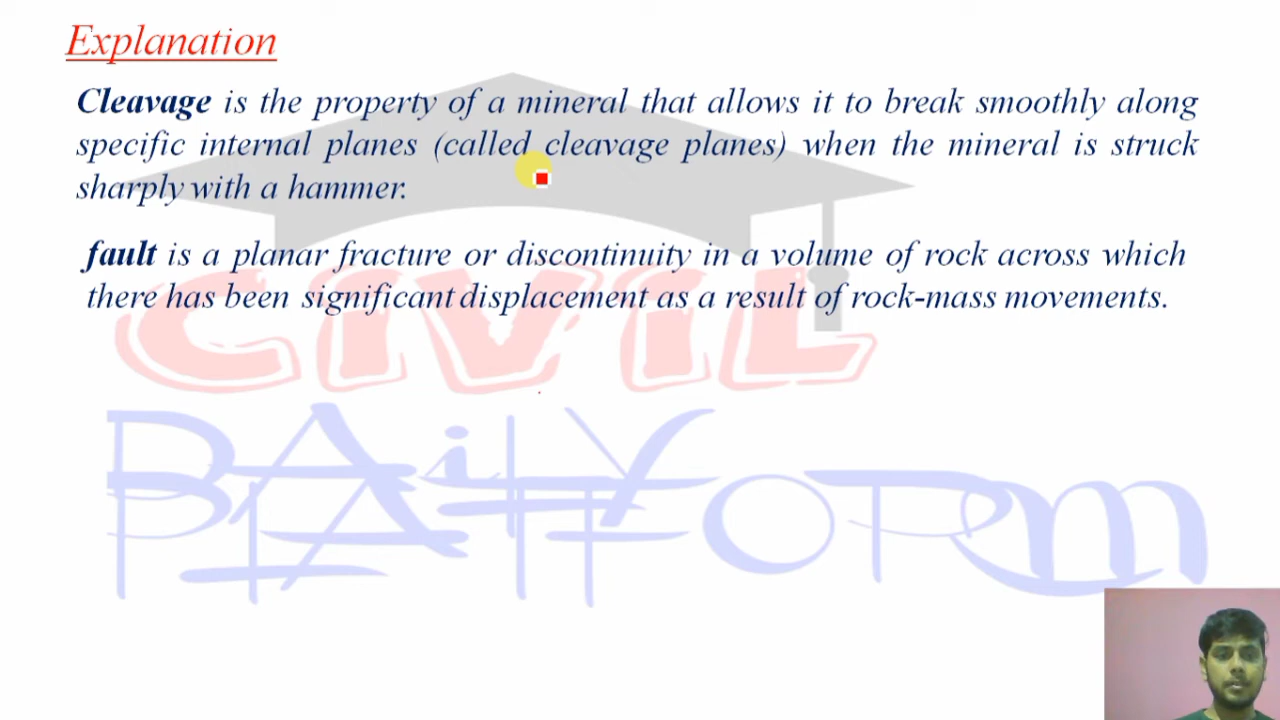 Explanation
Cleavage is the property of a mineral that allows it to break smoothly along
specific internal planes (called cleavage planes) when the mineral is struck
sharply with a hammer.
fault is a planar fracture or discontinuity in a volume of rock across which
there has been significant displacement as a result of rock-mass movements.
CIVIL
DAilY
PlAttFORm